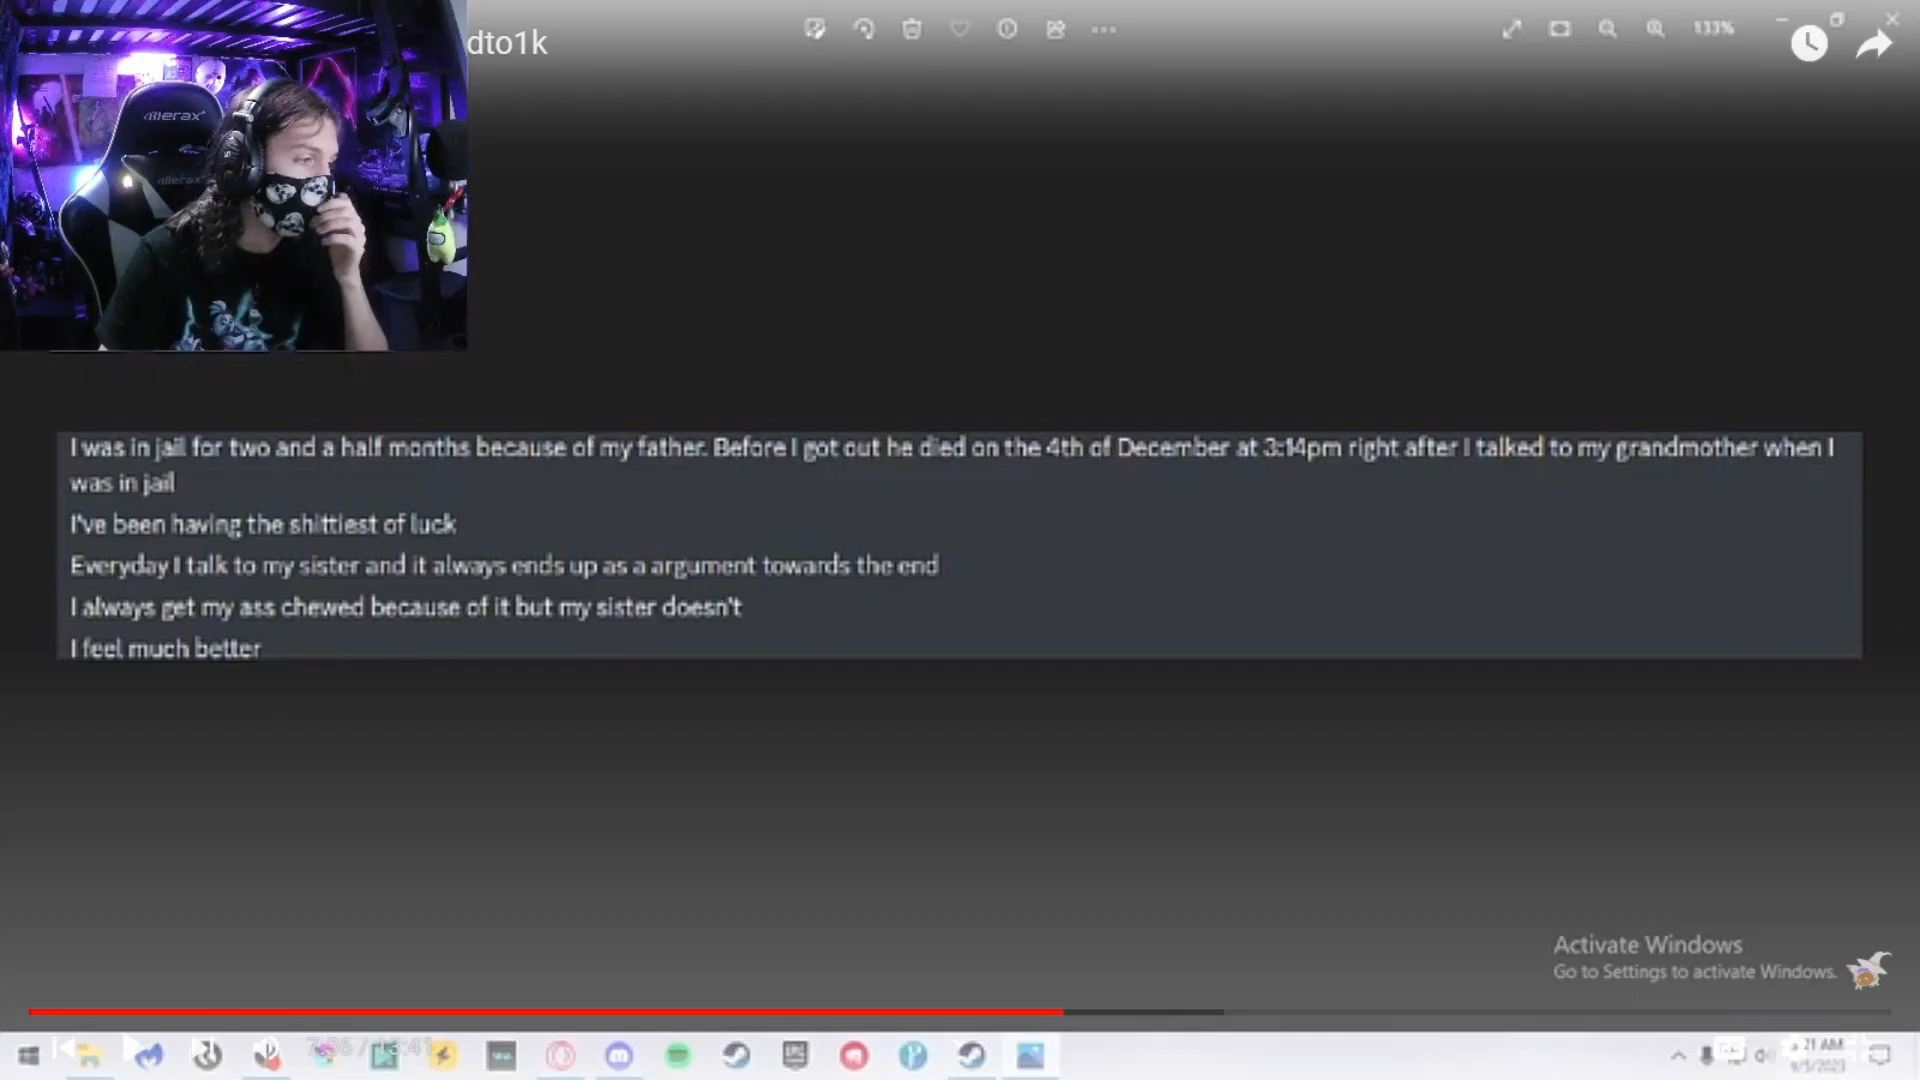 dto1k
133%
Merax
Merax
I was in jail for two and a half months because of my father. Before I got out he died on the 4th of December at 3:14pm right after I talked to my grandmother when I
was in jail
I've been having the shittiest of luck
Everyday I talk to my sister and it always ends up as a argument towards the end
I always get my ass chewed because of it but my sister doesn't
I feel much better
Activate Windows
Go to Settings to activate Windows.